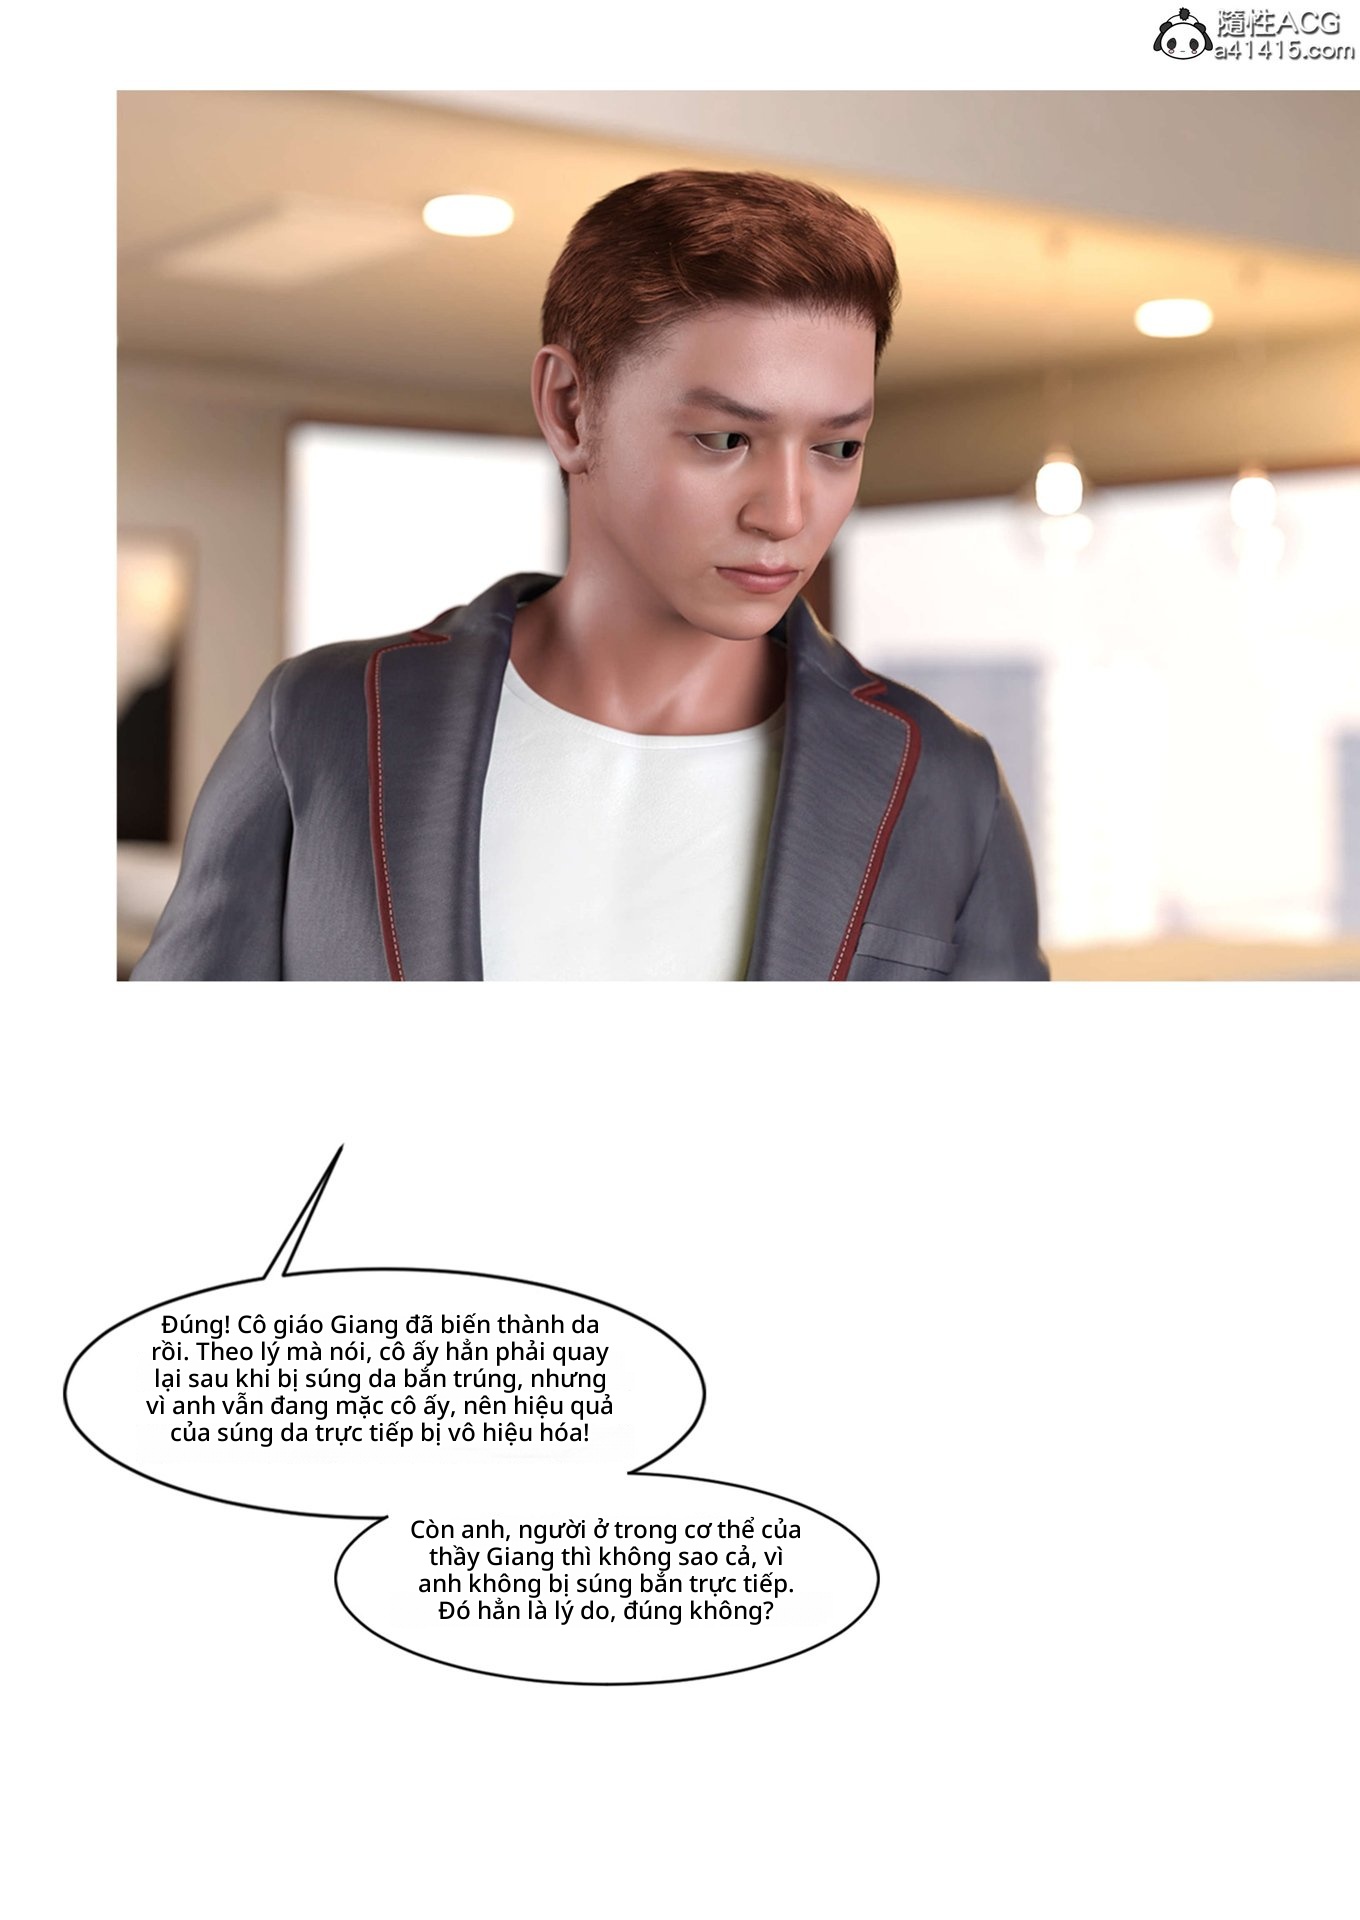 隨性ACG
a41415.com
Đúng! Cô giáo Giang đã biến thành da
rồi. Theo lý mà nói, cô ấy hẳn phải quay
lại sau khi bị súng da bắn trúng, nhưng
vì anh vẫn đang mặc cô ấy, nên hiệu quả
của súng da trực tiếp bị vô hiệu hóa!
Còn anh, người ở trong cơ thể của
thầy Giang thì không sao cả, vì
anh không bị súng bắn trực tiếp.
Đó hẳn là lý do, đúng không?